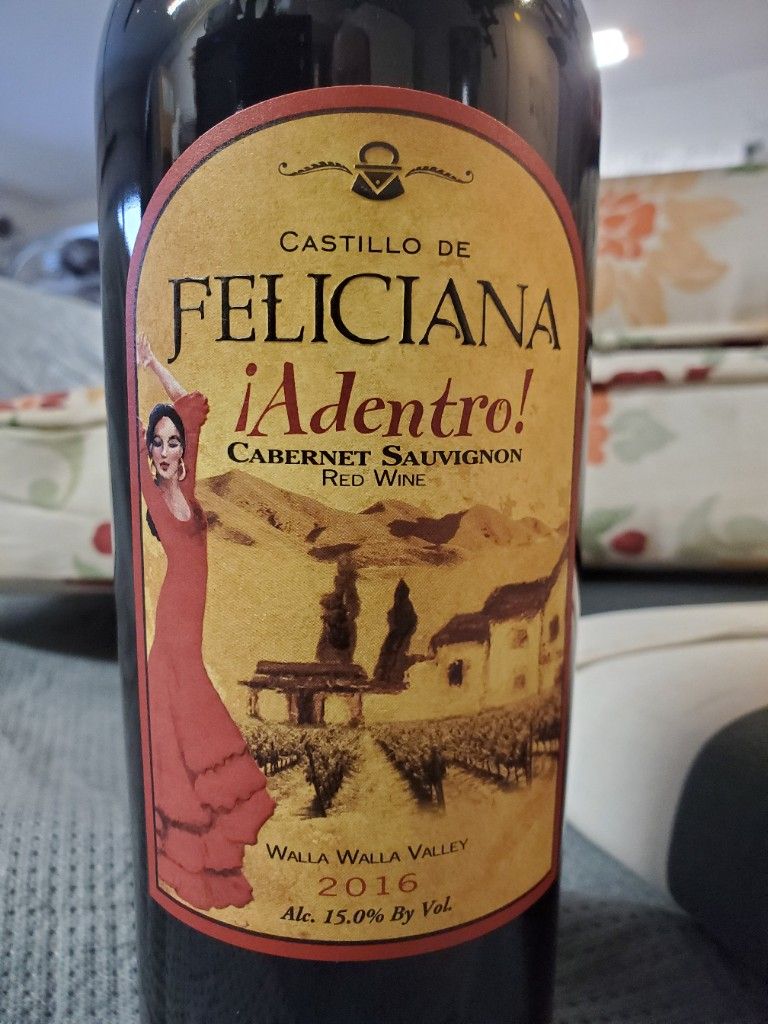 CASTILLO DE
FELICIANA
¡Adentro!
CABERNET SAUVIGNON
RED WINE
WALLA WALLA VALLEY
2016
Alc. 15.0% By Vol.